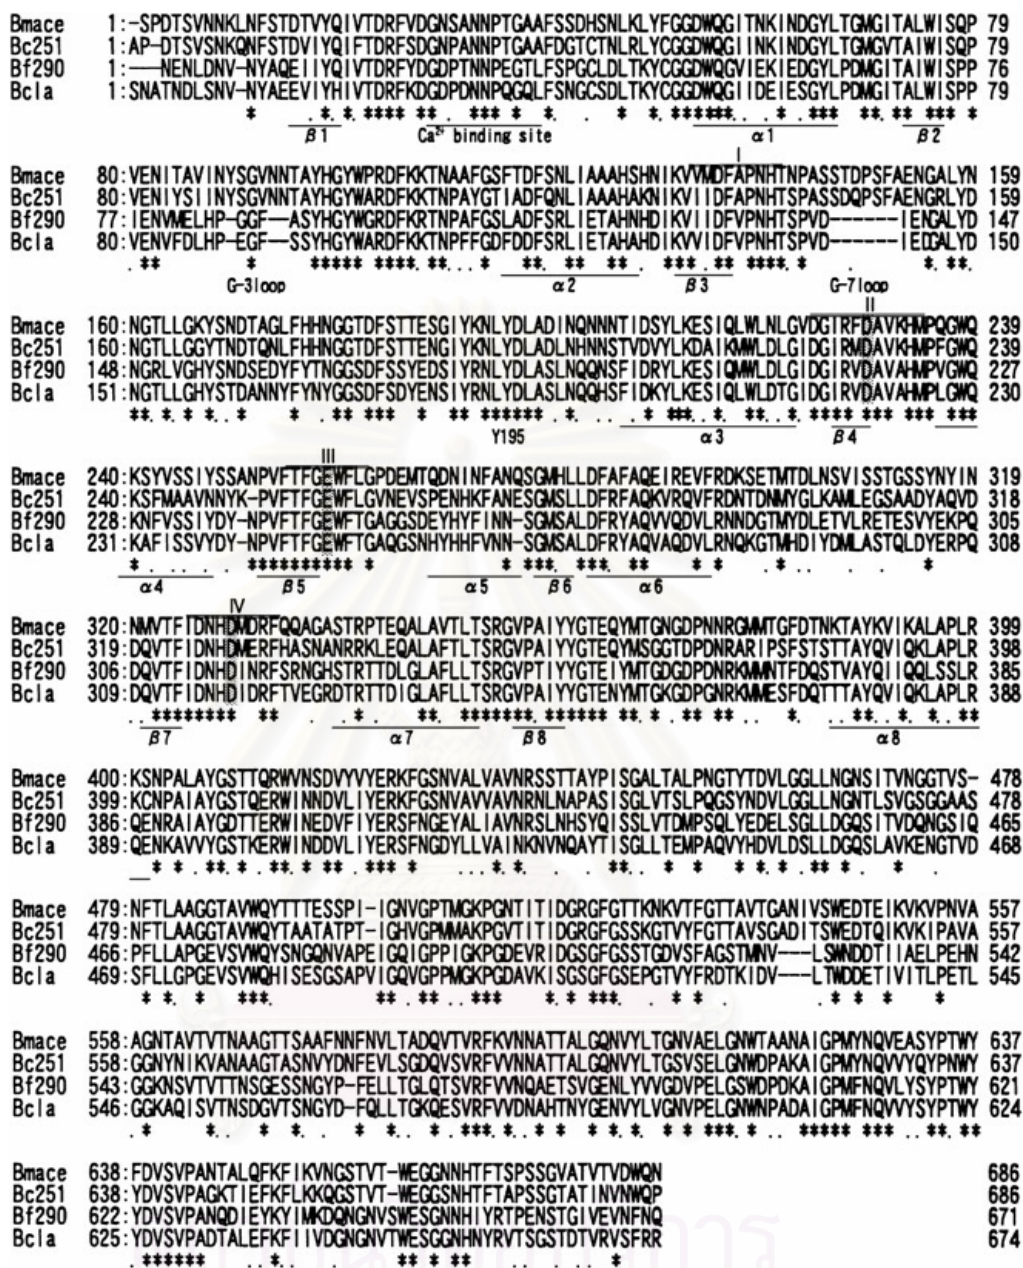 Bmace 1:-SPDTSVNNKLNFSTDTVYQIVTDRFVDGNSANNPTGAAFSSDHSNLKLYFGGDWQGITNKINDGYLTGMGITALWISQP 79
Bc251 1:AP-DTSVSNKQNFSTDVIYQIFTDRFSDGNPANNPTGAAFDGTCTNLRLYCGGDWQGIINKINDGYLTGMGVTAIWISQP 79
Bf290 1:---NENLDNV-NYAQEIIYQIVTDRFYDGDPTNNPEGTLFSPGCLDLTKYCGGDWQGVIEKIEDGYLPDMGITAIWISPP 76
Bcla 1:SNATNDLSNV-NYAEEVIYHIVTDRFKDGDPDNNPQGQLFSNGCSDLTKYCGGDWQGIIDEIESGYLPDMGITALWISPP 79
β1 Ca²⁺ binding site α1 β2
I
Bmace 80:VENITAVINYSGVNNTAYHGYWPRDFKKTNAAFGSFTDFSNLIAAAHSHNIKVVMDFAPNHTNPASSTDPSFAENGALYN 159
Bc251 80:VENIYSIINYSGVNNTAYHGYWARDFKKTNPAYGTIADFQNLIAAAHAKNIKVIIDFAPNHTSPASSDQPSFAENGRLYD 159
Bf290 77:IENVMELHP-GGF-ASYHGYWGRDFKRTNPAFGSLADFSRLIETAHNHDIKVIIDFVPNHTSPVD------IENGALYD 147
Bcla 80:VENVFDLHP-EGF-SSYHGYWARDFKKTNPFFGDFDDFSRLIETAHAHDIKVVIDFVPNHTSPVD------IEDGALYD 150
G-3loop α2 β3 G-7loop
II
Bmace 160:NGTLLGKYSNDTAGLFHHNGGTDFSTTESGIYKNLYDLADINQNNNTIDSYLKESIQLWLNLGVDGIRFDAVKHMPQGWQ 239
Bc251 160:NGTLLGGYTNDTQNLFHHNGGTDFSTTENGIYKNLYDLADLNHNNSTVDVYLKDAIKMWLDLGIDGIRMDAVKHMPFGWQ 239
Bf290 148:NGRLVGHYSNDSEDYFYTNGGSDFSSYEDSIYRNLYDLASLNQQNSFIDRYLKESIQMWLDLGIDGIRVDAVAHMPVGWQ 227
Bcla 151:NGTLLGHYSTDANNYFYNYGGSDFSDYENSIYRNLYDLASLNQQHSFIDKYLKESIQLWLDTGIDGIRVDAVAHMPLGWQ 230
Y195 α3 β4
III
Bmace 240:KSYVSSIYSSANPVFTFGEWFLGPDEMTQDNINFANQSGMHLLDFAFAQEIREVFRDKSETMTDLNSVISSTGSSYNYIN 319
Bc251 240:KSFMAAVNNYK-PVFTFGEWFLGVNEVSPENHKFANESGMSLLDFRFAQKVRQVFRDNTDNMYGLKAMLEGSAADYAQVD 318
Bf290 228:KNFVSSIYDY-NPVFTFGEWFTGAGGSDEYHYFINN-SGMSALDFRYAQVVQDVLRNNDGTMYDLETVLRETESVYEKPQ 305
Bcla 231:KAFISSVYDY-NPVFTFGEWFTGAQGSNHYHHFVNN-SGMSALDFRYAQVAQDVLRNQKGTMHDIYDMLASTQLDYERPQ 308
α4 β5 α5 β6 α6
IV
Bmace 320:NMVTFIDNHDMDRFQQAGASTRPTEQALAVTLTSRGVPAIYYGTEQYMTGNGDPNNRGMMTGFDTNKTAYKVIKALAPLR 399
Bc251 319:DQVTFIDNHDMERFHASNANRRKLEQALAFTLTSRGVPAIYYGTEQYMSGGTDPDNRARIPSFSTSTTAYQVIQKLAPLR 398
Bf290 306:DQVTFIDNHDINRFSRNGHSTRTTDLGLAFLLTSRGVPTIYYGTEIYMTGDGDPDNRKMMNTFDQSTVAYQIIQQLSSLR 385
Bcla 309:DQVTFIDNHDIDRFTVEGRDTRTTDIGLAFLLTSRGVPAIYYGTENYMTGKGDPGNRKMMESFDQTTTAYQVIQKLAPLR 388
β7 α7 β8 α8
Bmace 400:KSNPALAYGSTTQRWVNSDVYVYERKFGSNVALVAVNRSSTTAYPISGALTALPNGTYTDVLGGLLNGNSITVNGGTVS- 478
Bc251 399:KCNPAIAYGSTQERWINNDVLIYERKFGSNVAVVAVNRNLNAPASISGLVTSLPQGSYNDVLGGLLNGNTLSVGSGGAAS 478
Bf290 386:QENRAIAYGDTTERWINEDVFIYERSFNGEYALIAVNRSLNHSYQISSLVTDMPSQLYEDELSGLLDGQSITVDQNGSIQ 465
Bcla 389:QENKAVVYGSTKERWINDDVLIYERSFNGDYLLVAINKNVNQAYTISGLLTEMPAQVYHDVLDSLLDGQSLAVKENGTVD 468
Bmace 479:NFTLAAGGTAVWQYTTTESSPI-IGNVGPTMGKPGNTITIDGRGFGTTKNKVTFGTTAVTGANIVSWEDTEIKVKVPNVA 557
Bc251 479:NFTLAAGGTAVWQYTAATATPT-IGHVGPMMAKPGVTITIDGRGFGSSKGTVYFGTTAVSGADITSWEDTQIKVKIPAVA 557
Bf290 466:PFLLAPGEVSVWQYSNGQNVAPEIGQIGPPIGKPGDEVRIDGSGFGSSTGDVSFAGSTMNV---LSWNDDTIIAELPEHN 542
Bcla 469:SFLLGPGEVSVWQHISESGSAPVIGQVGPPMGKPGDAVKISGSGFGSEPGTVYFRDTKIDV---LTWDDETIVITLPETL 545
Bmace 558:AGNTAVTVTNAAGTTSAAFNNFNVLTADQVTVRFKVNNATTALGQNVYLTGNVAELGNWTAANAIGPMYNQVEASYPTWY 637
Bc251 558:GGNYNIKVANAAGTASNVYDNFEVLSGDQVSVRFVVNNATTALGQNVYLTGSVSELGNWDPAKAIGPMYNQVVYQYPNWY 637
Bf290 543:GGKNSVTVTTNSGESSNGYP-FELLTGLQTSVRFVVNQAETSVGENLYVVGDVPELGSWDPDKAIGPMFNQVLYSYPTWY 621
Bcla 546:GGKAQISVTNSDGVTSNGYD-FQLLTGKQESVRFVVDNAHTNYGENVYLVGNVPELGNWNPADAIGPMFNQVVYSYPTWY 624
Bmace 638:FDVSVPANTALQFKFIKVNGSTVT-WEGGNNHTFTSPSSGVATVTVDWQN 686
Bc251 638:YDVSVPAGKTIEFKFLKKQGSTVT-WEGGSNHTFTAPSSGTATINVNWQP 686
Bf290 622:YDVSVPANQDIEYKYIMKDQNGNVSWESGNNHIYRTPENSTGIVEVNFNQ 671
Bcla 625:YDVSVPADTALEFKFIIVDGNGNVTWESGGNHNYRVTSGSTDTVRVSFRR 674